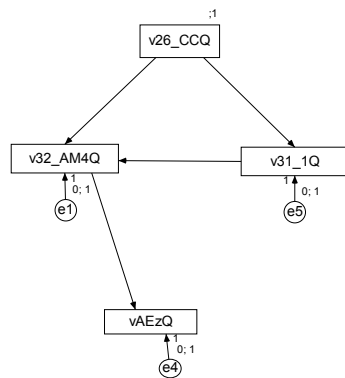 ;1
v26_CCQ
v32_AM4Q
v31_1Q
1
0; 1
1
0; 1
e1
e5
vAEzQ
1
0; 1
e4